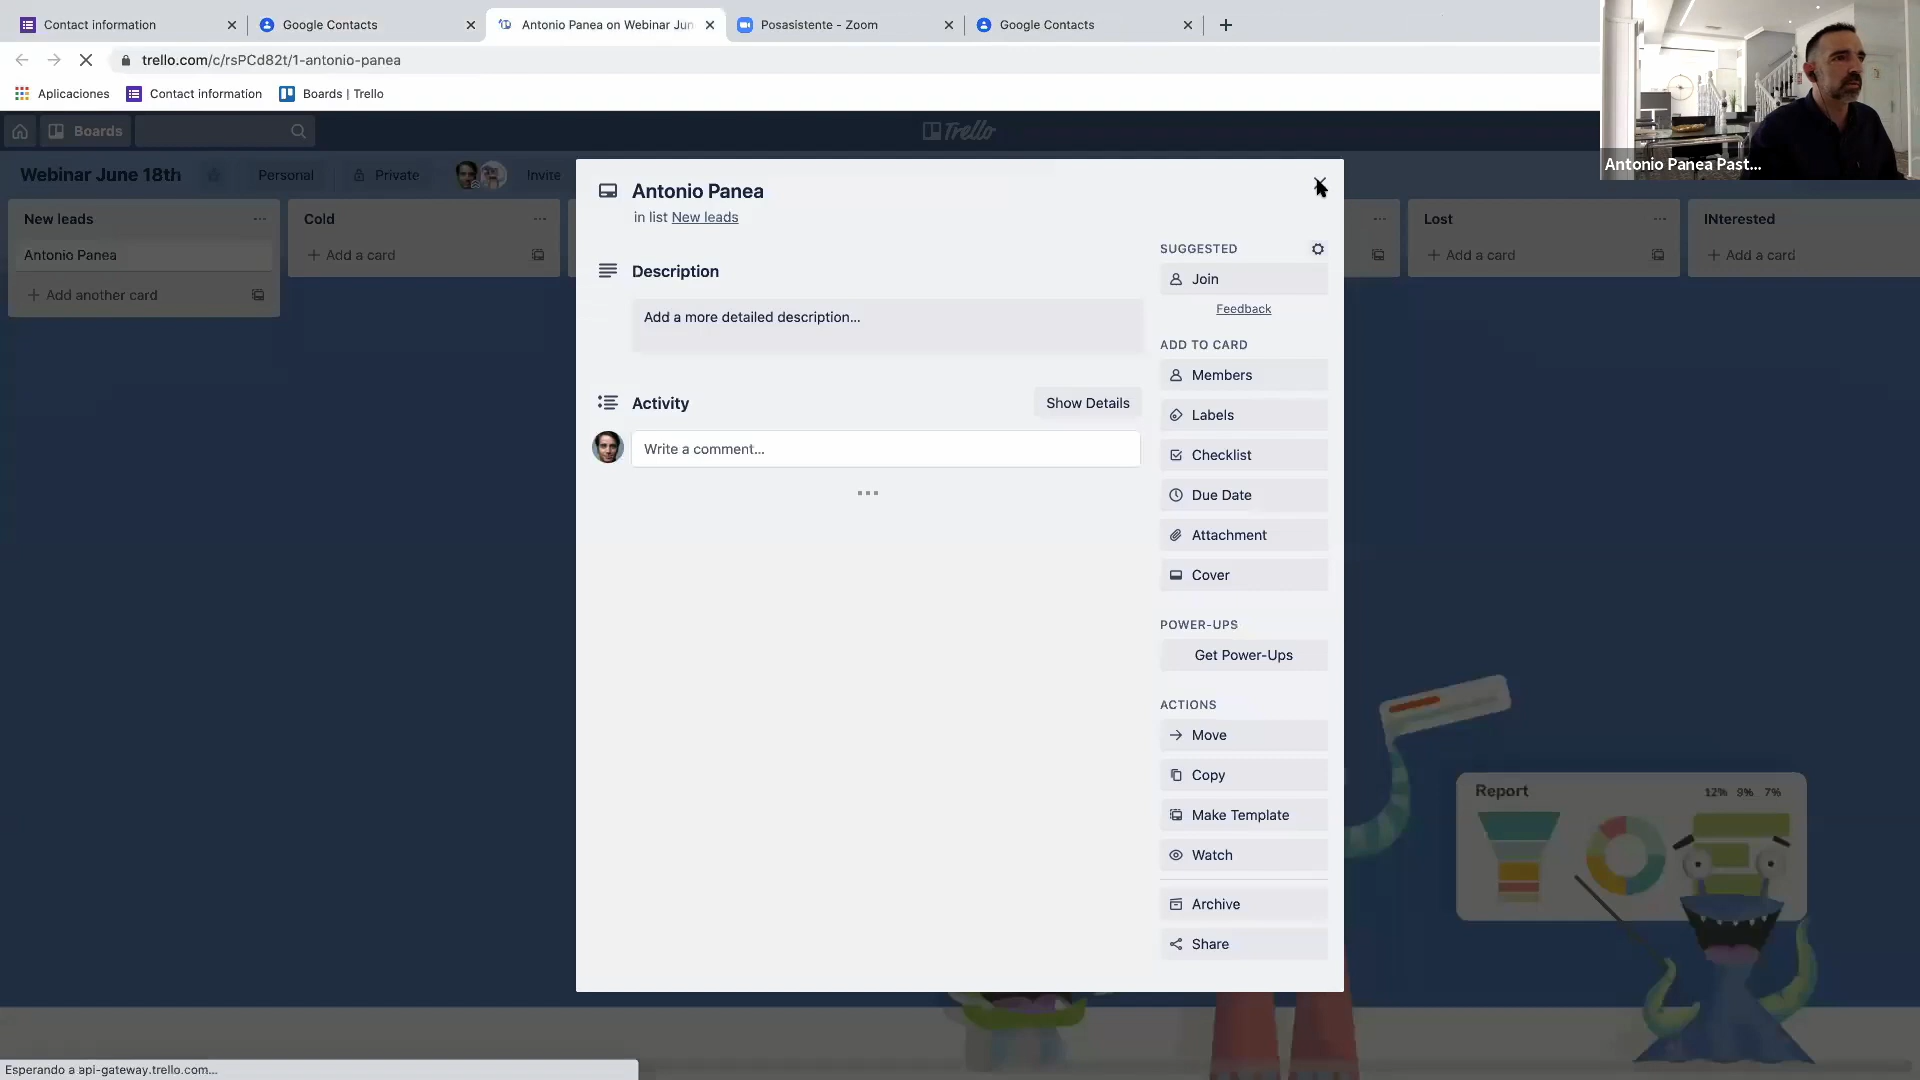 Contact information
Google Contacts
Antonio Panea on Webinar Jun
Posasistente - Zoom
Google Contacts
trello.com/c/rsPCd82t/1-antonio-panea
Aplicaciones
Contact information
Boards | Trello
Antonio Panea Past...
Boards
Trello
Webinar June 18th
Personal
Private
Invite
New leads
Antonio Panea
+ Add another card
Cold
+ Add a card
Lost
+ Add a card
INterested
+ Add a card
Antonio Panea
in list New leads
Description
Add a more detailed description...
Activity
Show Details
Write a comment...
SUGGESTED
Join
Feedback
ADD TO CARD
Members
Labels
Checklist
Due Date
Attachment
Cover
POWER-UPS
Get Power-Ups
ACTIONS
Move
Copy
Make Template
Watch
Archive
Share
Report
12% 9% 7%
Esperando a api-gateway.trello.com...